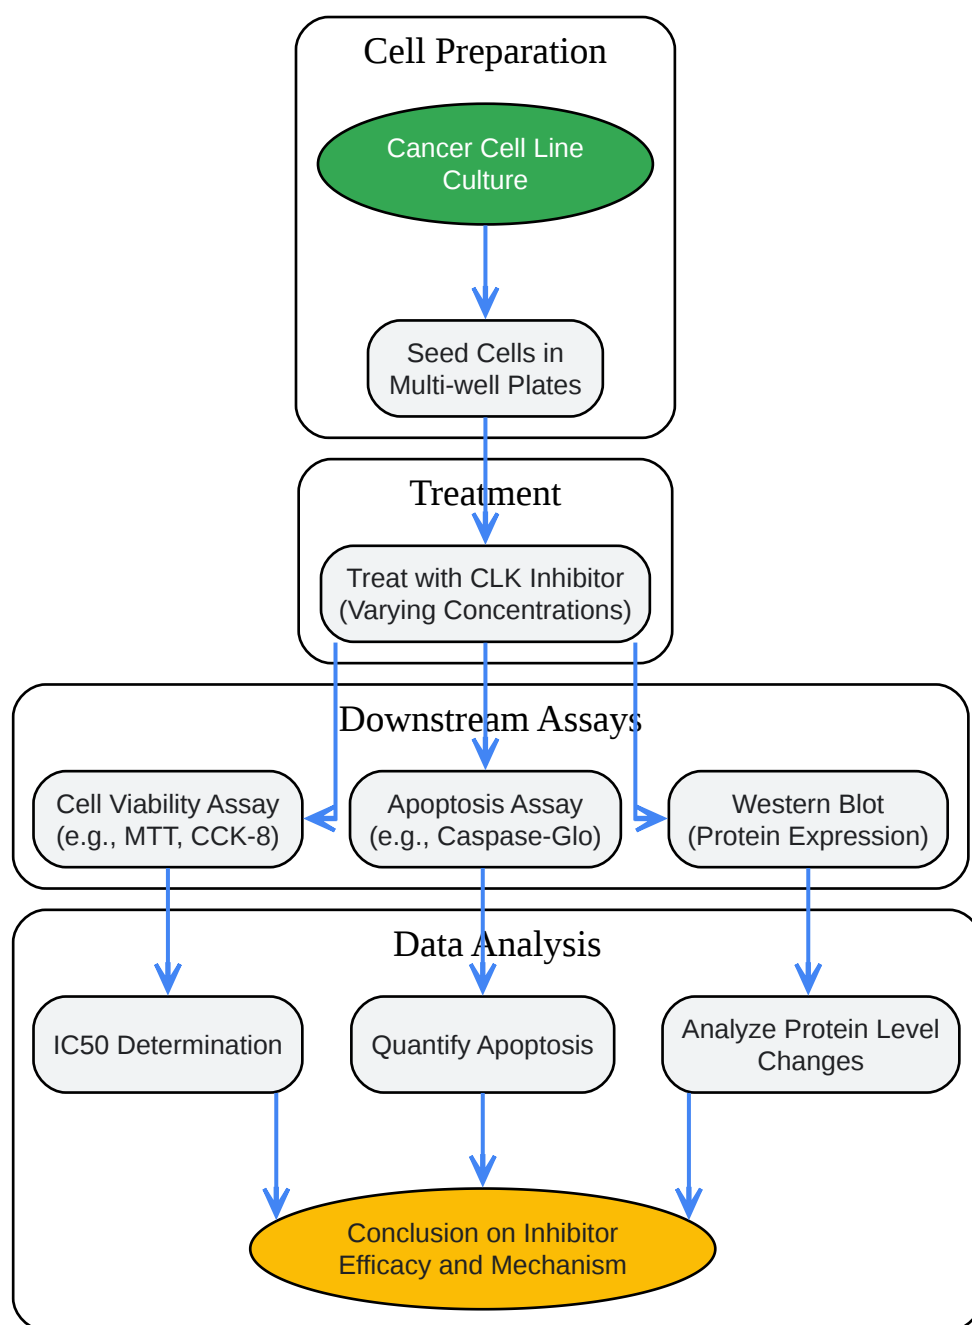 Cell Preparation
Cancer Cell Line
Culture
Seed Cells in
Multi-well Plates
Treatment
Treat with CLK Inhibitor
(Varying Concentrations)
Downstream Assays
Cell Viability Assay
(e.g., MTT, CCK-8)
Apoptosis Assay
(e.g., Caspase-Glo)
Western Blot
(Protein Expression)
Data Analysis
IC50 Determination
Quantify Apoptosis
Analyze Protein Level
Changes
Conclusion on Inhibitor
Efficacy and Mechanism